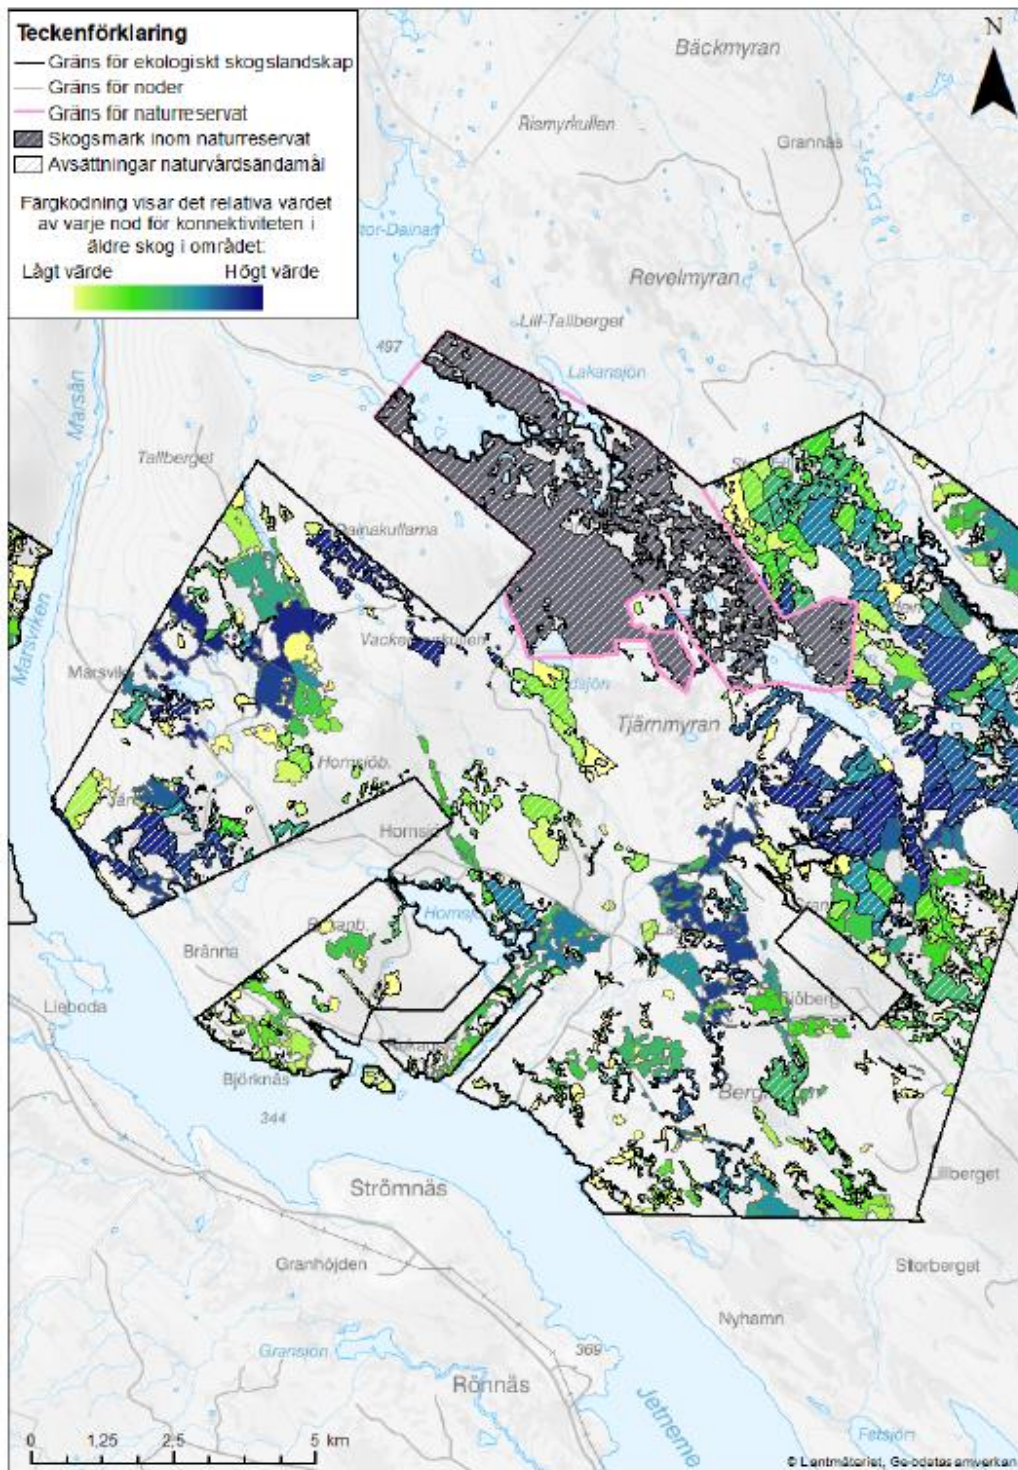 Teckenförklaring
Gräns för ekologiskt skogslandskap
Gräns för noder
Gräns för naturreservat
Skogsmark inom naturreservat
Avsättningar naturvårdsändamål
Färgkodning visar det relativa värdet
av varje nod för konnektiviteten i
äldre skog i området:
Lågt värde Högt värde
N
Bäckmyran
Rismyrkullen
Grannäs
Revelmyran
Lill-Tallberget
497
Lakansjön
Marsån
Tallberget
Dainakullarna
Marsviken
Tjärnmyran
Hornsjöb.
Bränna
Lieboda
Björknäs
344
Strömnäs
Granhöjden
Lillberget
Storberget
Nyhamn
Gransjön
369
Rönnäs
Jetneme
Fetsjön
0 1,25 2,5 5 km
© Lantmäteriet, Geodatasamverkan